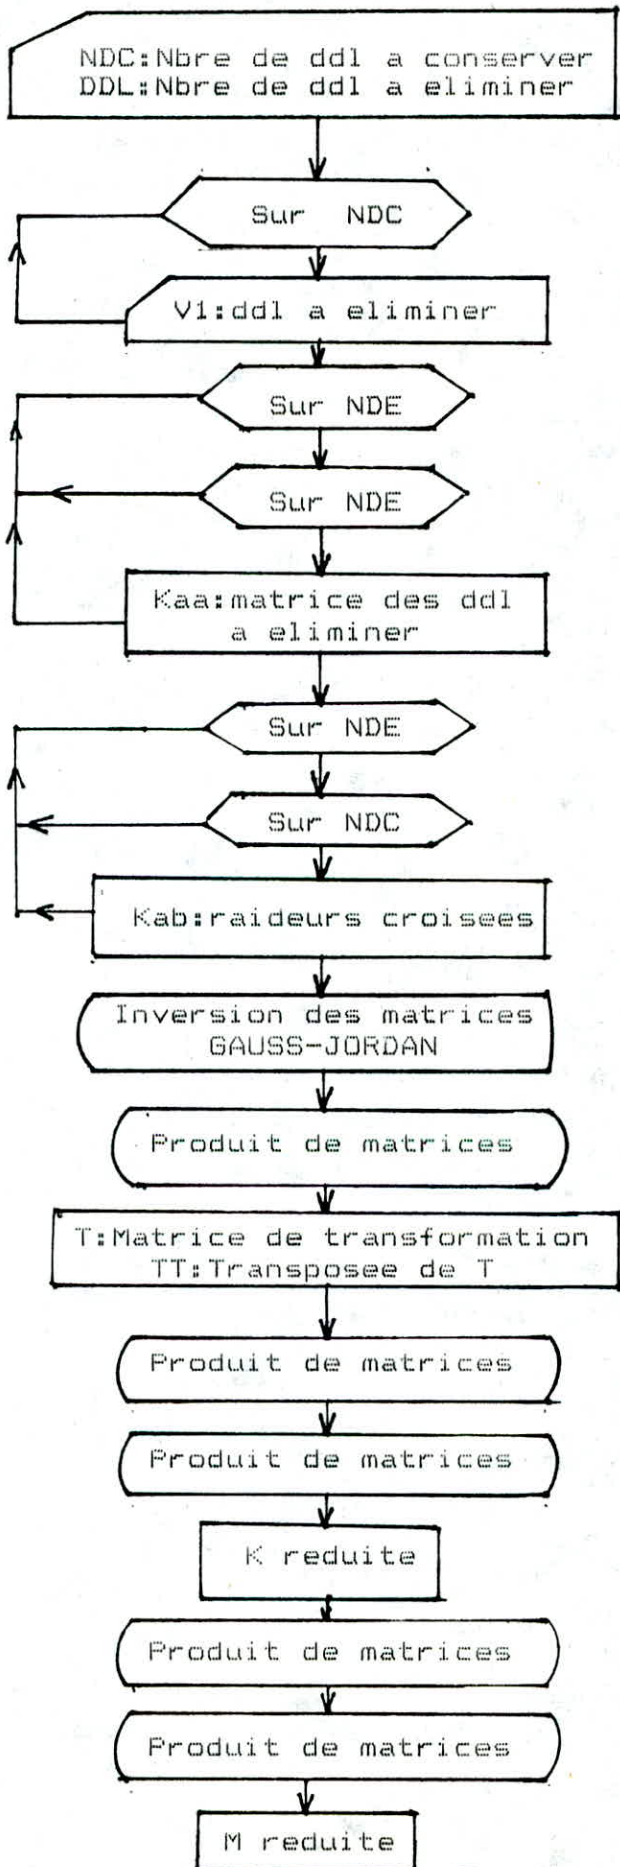 NDC:Nbre de ddl a conserver
DDL:Nbre de ddl a eliminer
Sur NDC
V1:ddl a eliminer
Sur NDE
Sur NDE
Kaa:matrice des ddl
a eliminer
Sur NDE
Sur NDC
Kab:raideurs croisees
Inversion des matrices
GAUSS-JORDAN
Produit de matrices
T:Matrice de transformation
TT:Transposee de T
Produit de matrices
Produit de matrices
K reduite
Produit de matrices
Produit de matrices
M reduite